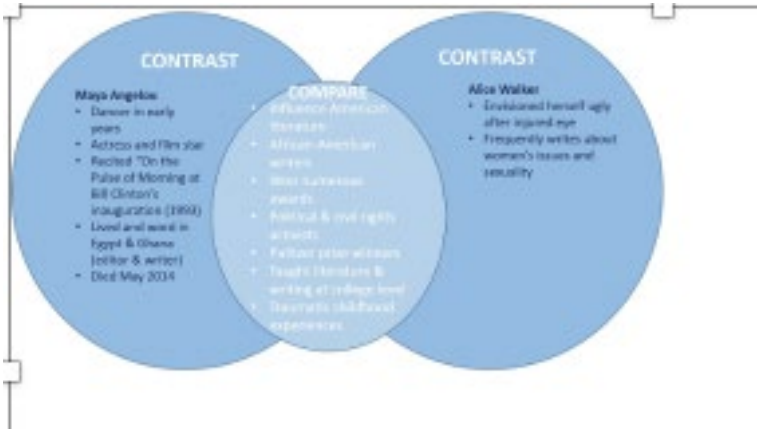 CONTRAST
Maya Angelou
• Dancer in early
years
• Actress and film star
• Recited "On the
Pulse of Morning at
Bill Clinton's
inauguration (1993)
• Lived and word in
Egypt & Ghana
(editor & writer)
• Died May 2014
COMPARE
• Influence American
literature
• African-American
writers
• Won numerous
awards
• Political & civil rights
activists
• Pulitzer prize winners
• Taught literature &
writing at college level
• Traumatic childhood
experiences
CONTRAST
Alice Walker
• Envisioned herself ugly
after injured eye
• Frequently writes about
women's issues and
sexuality